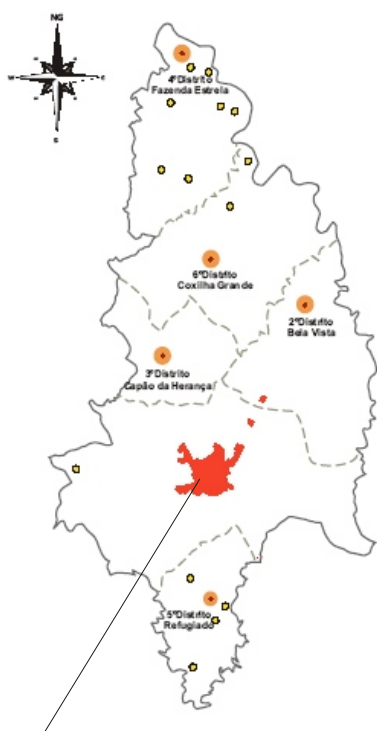 NG
4ºDistrito
Fazenda Estrela
6ºDistrito
Coxilha Grande
2ºDistrito
Bela Vista
3ºDistrito
Capão da Herança
5ºDistrito
Refugiado